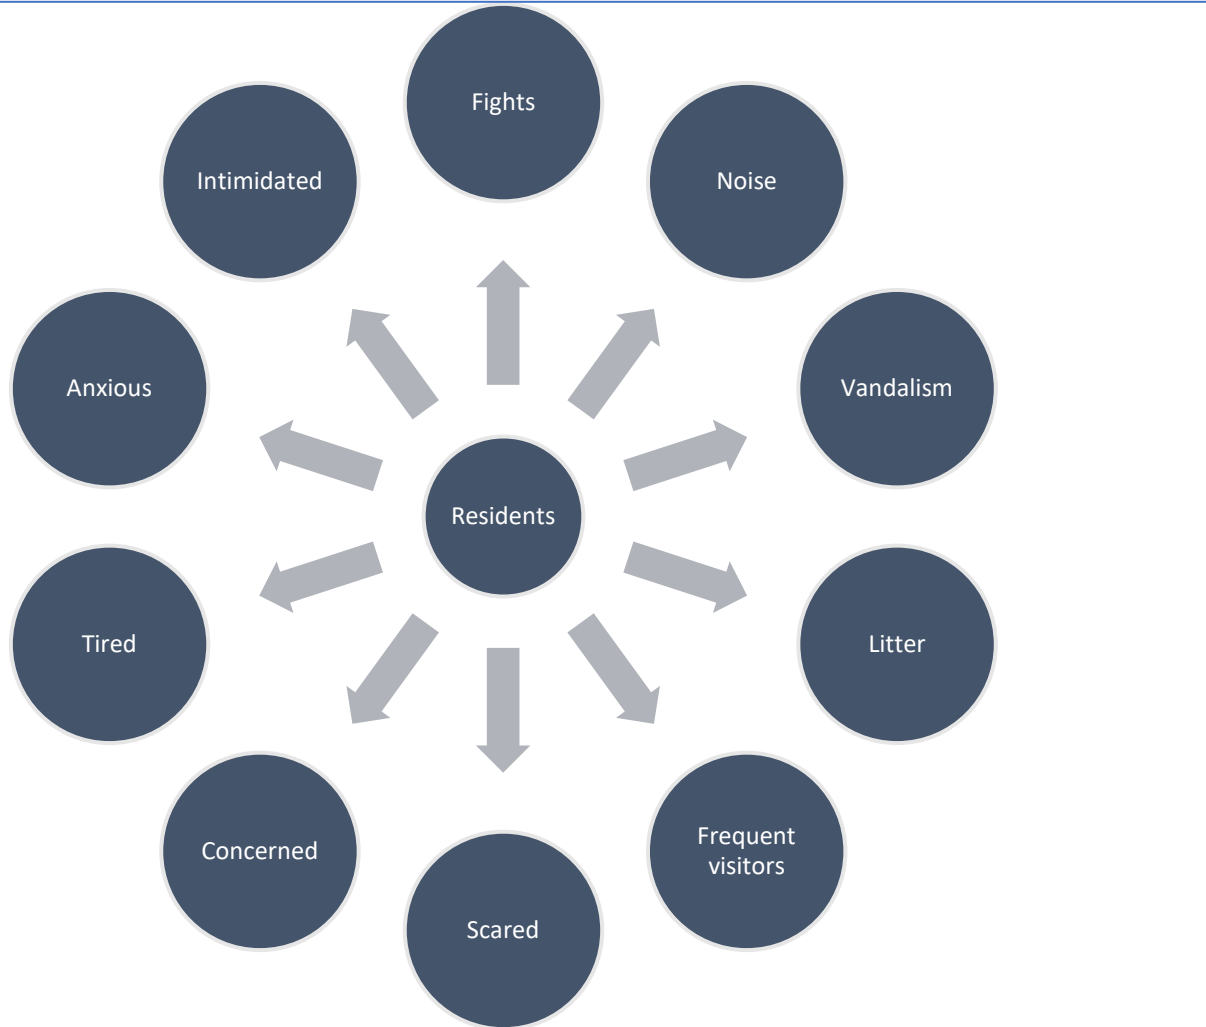 Fights
Noise
Vandalism
Litter
Frequent
visitors
Scared
Concerned
Tired
Anxious
Intimidated
Residents